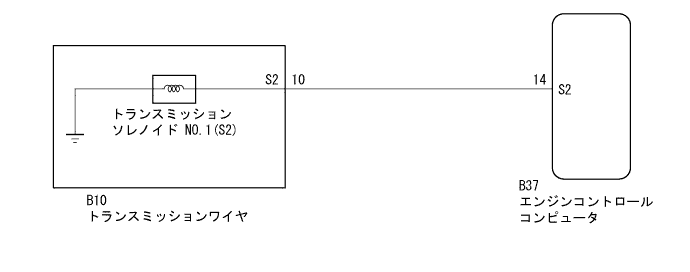 S2 10
14
S2
トランスミッション
ソレノイド NO.1(S2)
B10
トランスミッションワイヤ
B37
エンジンコントロール
コンピュータ